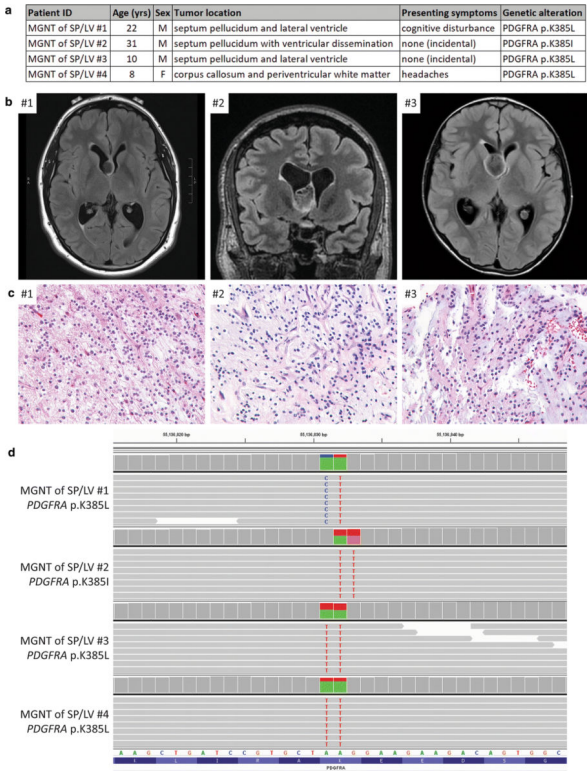 a
Patient ID Age (yrs) Sex Tumor location Presenting symptoms Genetic alteration
MGNT of SP/LV #1 22 M septum pellucidum and lateral ventricle cognitive disturbance PDGFRA p.K385L
MGNT of SP/LV #2 31 M septum pellucidum with ventricular dissemination none (incidental) PDGFRA p.K385I
MGNT of SP/LV #3 10 M septum pellucidum and lateral ventricle none (incidental) PDGFRA p.K385L
MGNT of SP/LV #4 8 F corpus callosum and periventricular white matter headaches PDGFRA p.K385L
b #1 #2 #3
c #1 #2 #3
d
MGNT of SP/LV #1
PDGFRA p.K385L
C T
C T
C T
C T
C T
C T
C T
MGNT of SP/LV #2
PDGFRA p.K385I
T T
T T
T T
T T
T T
T T
T T
MGNT of SP/LV #3
PDGFRA p.K385L
T T
T T
T T
T T
T T
T T
T T
MGNT of SP/LV #4
PDGFRA p.K385L
T T
T T
T T
T T
T T
T T
T T
A A G C T G A T C C G T G C T A A G G A A G A A G A C A G T G G C
I L I R A K E E D S G
PDGFRA